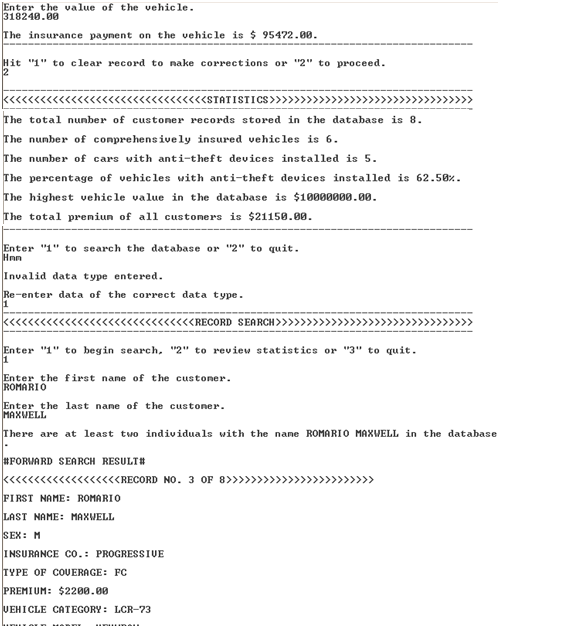 Enter the value of the vehicle.
318240.00
The insurance payment on the vehicle is $ 95472.00.
Hit "1" to clear record to make corrections or "2" to proceed.
2
<<<<<<<<<<<<<<<<<<<<<<<<<<<<<<<<<STATISTICS>>>>>>>>>>>>>>>>>>>>>>>>>>>>>>>>>
The total number of customer records stored in the database is 8.
The number of comprehensively insured vehicles is 6.
The number of cars with anti-theft devices installed is 5.
The percentage of vehicles with anti-theft devices installed is 62.50%.
The highest vehicle value in the database is $10000000.00.
The total premium of all customers is $21150.00.
Enter "1" to search the database or "2" to quit.
Hmm
Invalid data type entered.
Re-enter data of the correct data type.
1
<<<<<<<<<<<<<<<<<<<<<<<<<<<<<<<RECORD SEARCH>>>>>>>>>>>>>>>>>>>>>>>>>>>>>>>>
Enter "1" to begin search, "2" to review statistics or "3" to quit.
1
Enter the first name of the customer.
ROMARIO
Enter the last name of the customer.
MAXWELL
There are at least two individuals with the name ROMARIO MAXWELL in the database
.
#FORWARD SEARCH RESULT#
<<<<<<<<<<<<<<<<<<<RECORD NO. 3 OF 8>>>>>>>>>>>>>>>>>>>>>>>>
FIRST NAME: ROMARIO
LAST NAME: MAXWELL
SEX: M
INSURANCE CO.: PROGRESSIVE
TYPE OF COVERAGE: FC
PREMIUM: $2200.00
VEHICLE CATEGORY: LCR-73